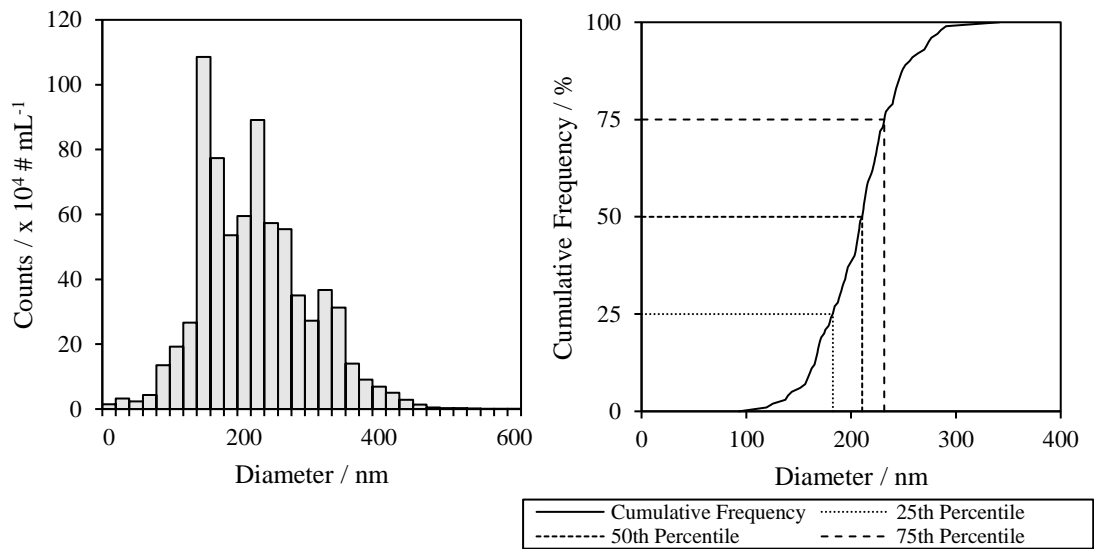 120
100
80
60
40
20
0
Counts / x 10⁴ # mL⁻¹
0 200 400 600
Diameter / nm
100
75
50
25
0
Cumulative Frequency / %
0 100 200 300 400
Diameter / nm
Cumulative Frequency 25th Percentile
50th Percentile 75th Percentile